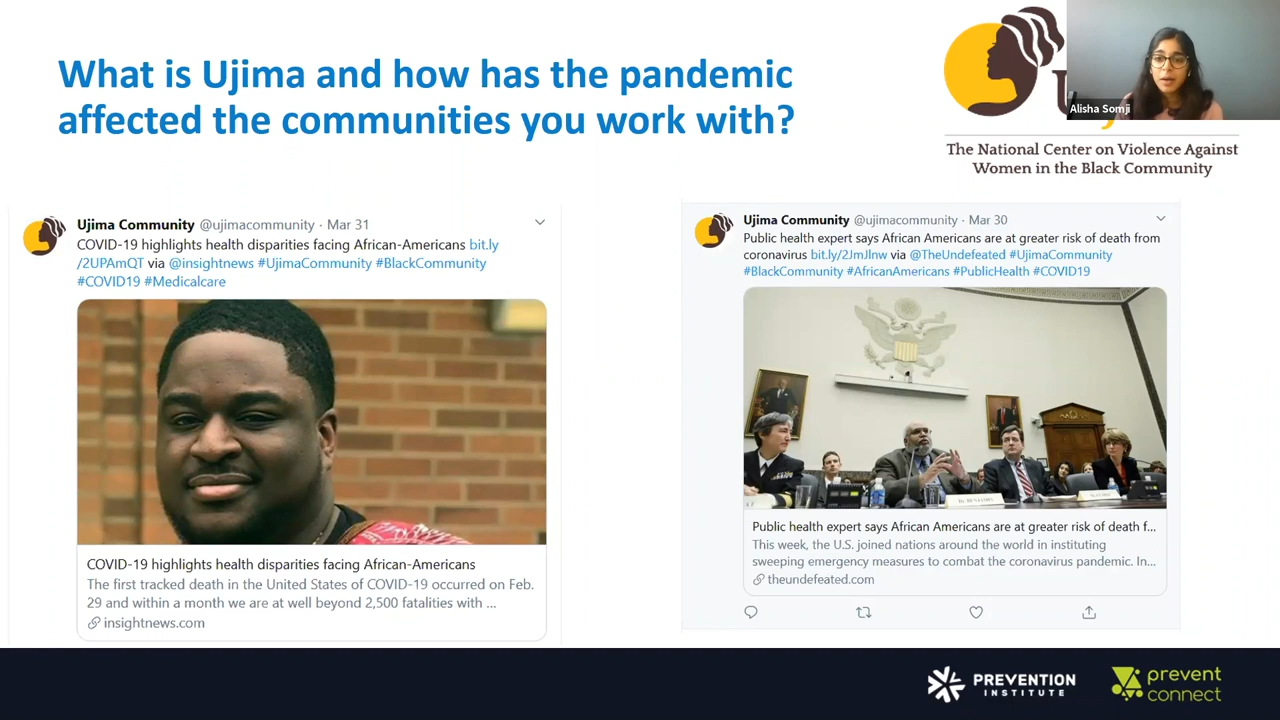 What is Ujima and how has the pandemic
affected the communities you work with?
Alisha Somji
The National Center on Violence Against
Women in the Black Community
Ujima Community @ujimacommunity · Mar 31
COVID-19 highlights health disparities facing African-Americans bit.ly
/2UPAmQT via @insightnews #UjimaCommunity #BlackCommunity
#COVID19 #Medicalcare
COVID-19 highlights health disparities facing African-Americans
The first tracked death in the United States of COVID-19 occurred on Feb.
29 and within a month we are at well beyond 2,500 fatalities with ...
insightnews.com
Ujima Community @ujimacommunity · Mar 30
Public health expert says African Americans are at greater risk of death from
coronavirus bit.ly/2JmJlnw via @TheUndefeated #UjimaCommunity
#BlackCommunity #AfricanAmericans #PublicHealth #COVID19
Public health expert says African Americans are at greater risk of death f...
This week, the U.S. joined nations around the world in instituting
sweeping emergency measures to combat the coronavirus pandemic. In...
theundefeated.com
PREVENTION
INSTITUTE
prevent
connect